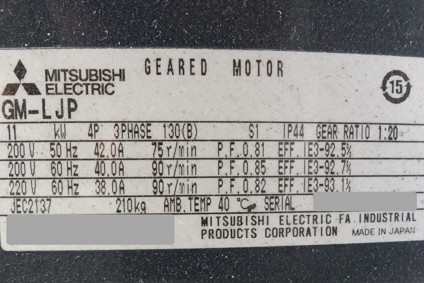 GEARED MOTOR
MITSUBISHI
ELECTRIC
15
GM-LJP
11 kW 4P 3PHASE 130(B) S1 IP44 GEAR RATIO 1:20
200 V 50 Hz 42.0A 75 r/min P.F.0.81 EFF.IE3-92.5%
200 V 60 Hz 40.0A 90 r/min P.F.0.85 EFF.IE3-92.7%
220 V 60 Hz 38.0A 90 r/min P.F.0.82 EFF.IE3-93.1%
JEC2137 210kg AMB.TEMP 40 °C SERIAL
MITSUBISHI ELECTRIC FA INDUSTRIAL
PRODUCTS CORPORATION MADE IN JAPAN